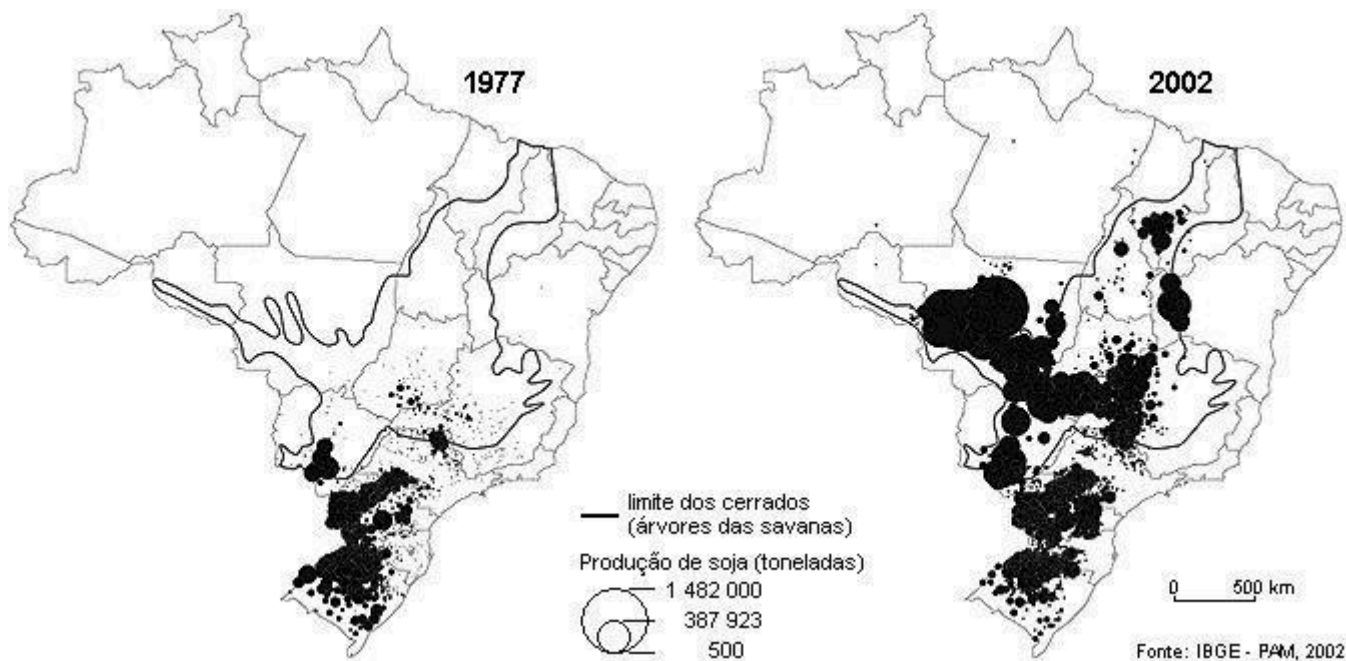 1977
2002
limite dos cerrados
(árvores das savanas)
Produção de soja (toneladas)
1 482 000
387 923
500
0 500 km
Fonte: IBGE - PAM, 2002